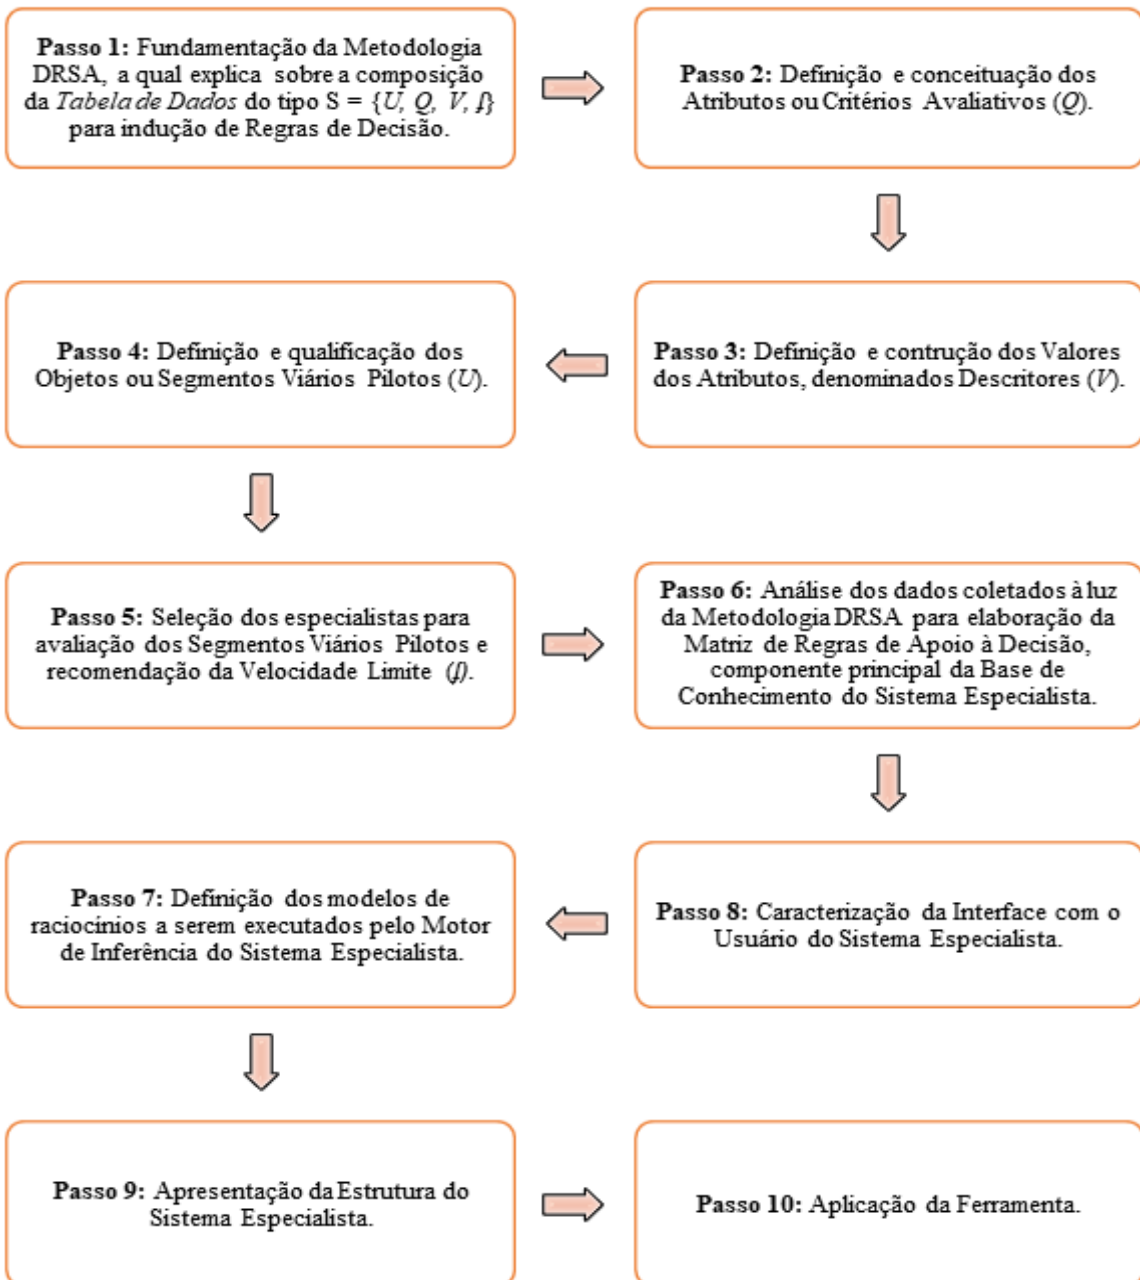 Passo 1: Fundamentação da Metodologia
DRSA, a qual explica sobre a composição
da Tabela de Dados do tipo S = {U, Q, V, ƒ}
para indução de Regras de Decisão.
Passo 2: Definição e conceituação dos
Atributos ou Critérios Avaliativos (Q).
Passo 3: Definição e contrução dos Valores
dos Atributos, denominados Descritores (V).
Passo 4: Definição e qualificação dos
Objetos ou Segmentos Viários Pilotos (U).
Passo 5: Seleção dos especialistas para
avaliação dos Segmentos Viários Pilotos e
recomendação da Velocidade Limite (ƒ).
Passo 6: Análise dos dados coletados à luz
da Metodologia DRSA para elaboração da
Matriz de Regras de Apoio à Decisão,
componente principal da Base de
Conhecimento do Sistema Especialista.
Passo 8: Caracterização da Interface com o
Usuário do Sistema Especialista.
Passo 7: Definição dos modelos de
raciocínios a serem executados pelo Motor
de Inferência do Sistema Especialista.
Passo 9: Apresentação da Estrutura do
Sistema Especialista.
Passo 10: Aplicação da Ferramenta.